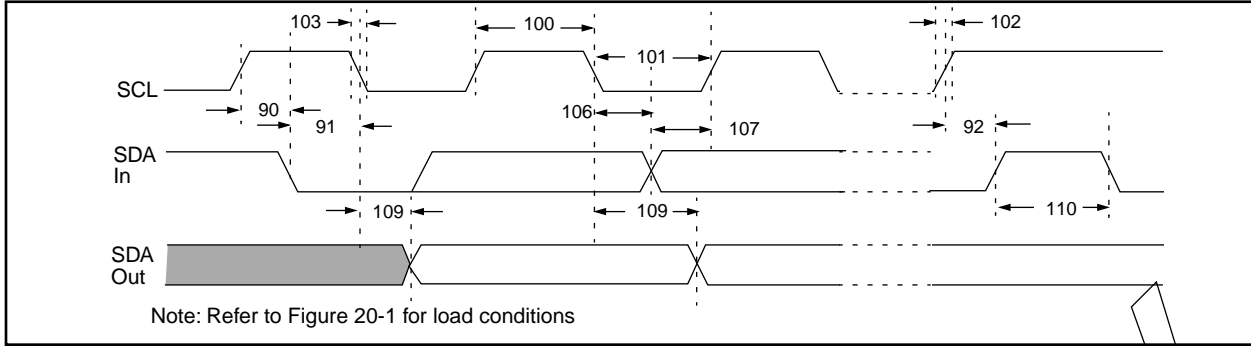 103
100
102
101
SCL
90
106
91
107
92
SDA
In
109
109
110
SDA
Out
Note: Refer to Figure 20-1 for load conditions